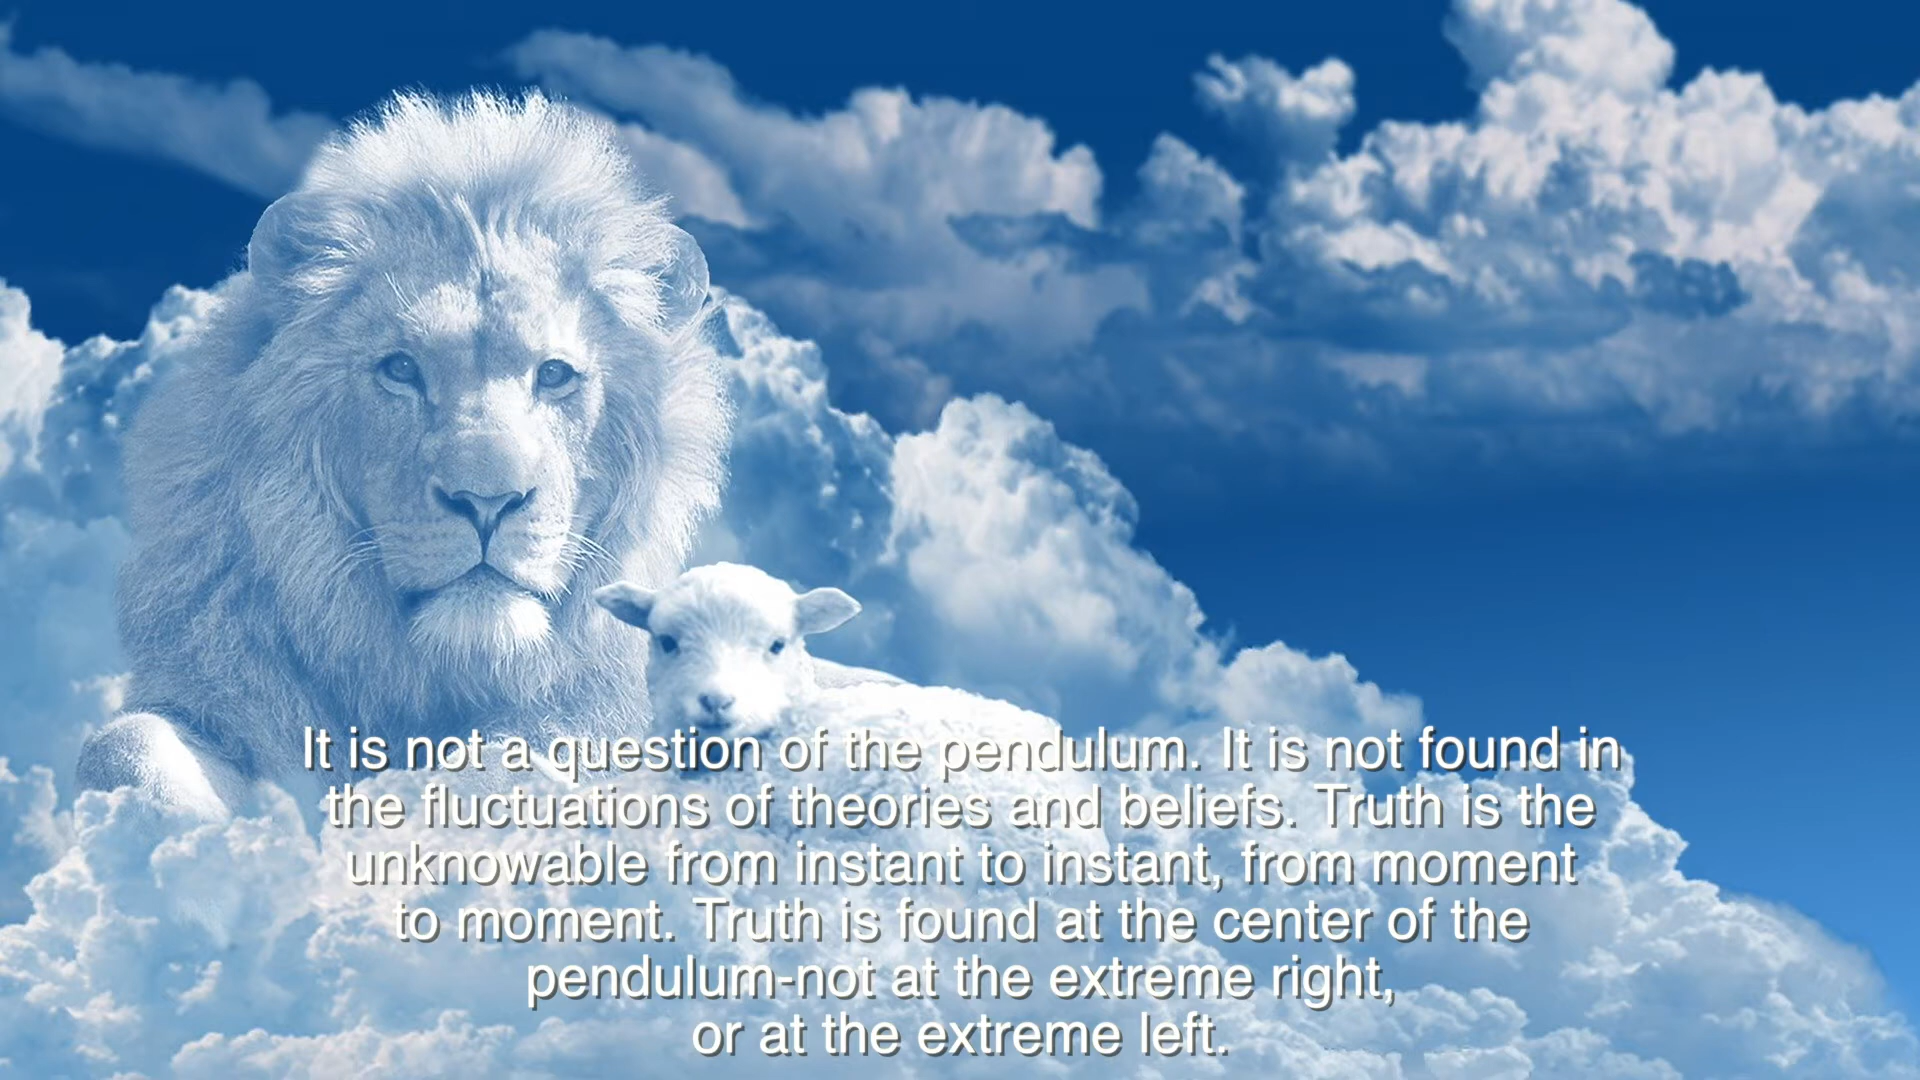 It is not a question of the pendulum. It is not found in
the fluctuations of theories and beliefs. Truth is the
unknowable from instant to instant, from moment
to moment. Truth is found at the center of the
pendulum-not at the extreme right,
or at the extreme left.